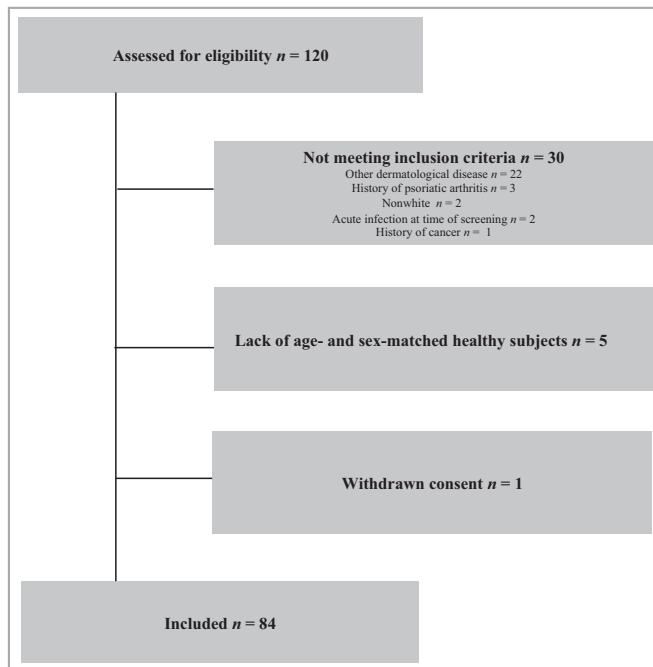 Assessed for eligibility n = 120
Not meeting inclusion criteria n = 30
Other dermatological disease n = 22
History of psoriatic arthritis n = 3
Nonwhite n = 2
Acute infection at time of screening n = 2
History of cancer n = 1
Lack of age- and sex-matched healthy subjects n = 5
Withdrawn consent n = 1
Included n = 84